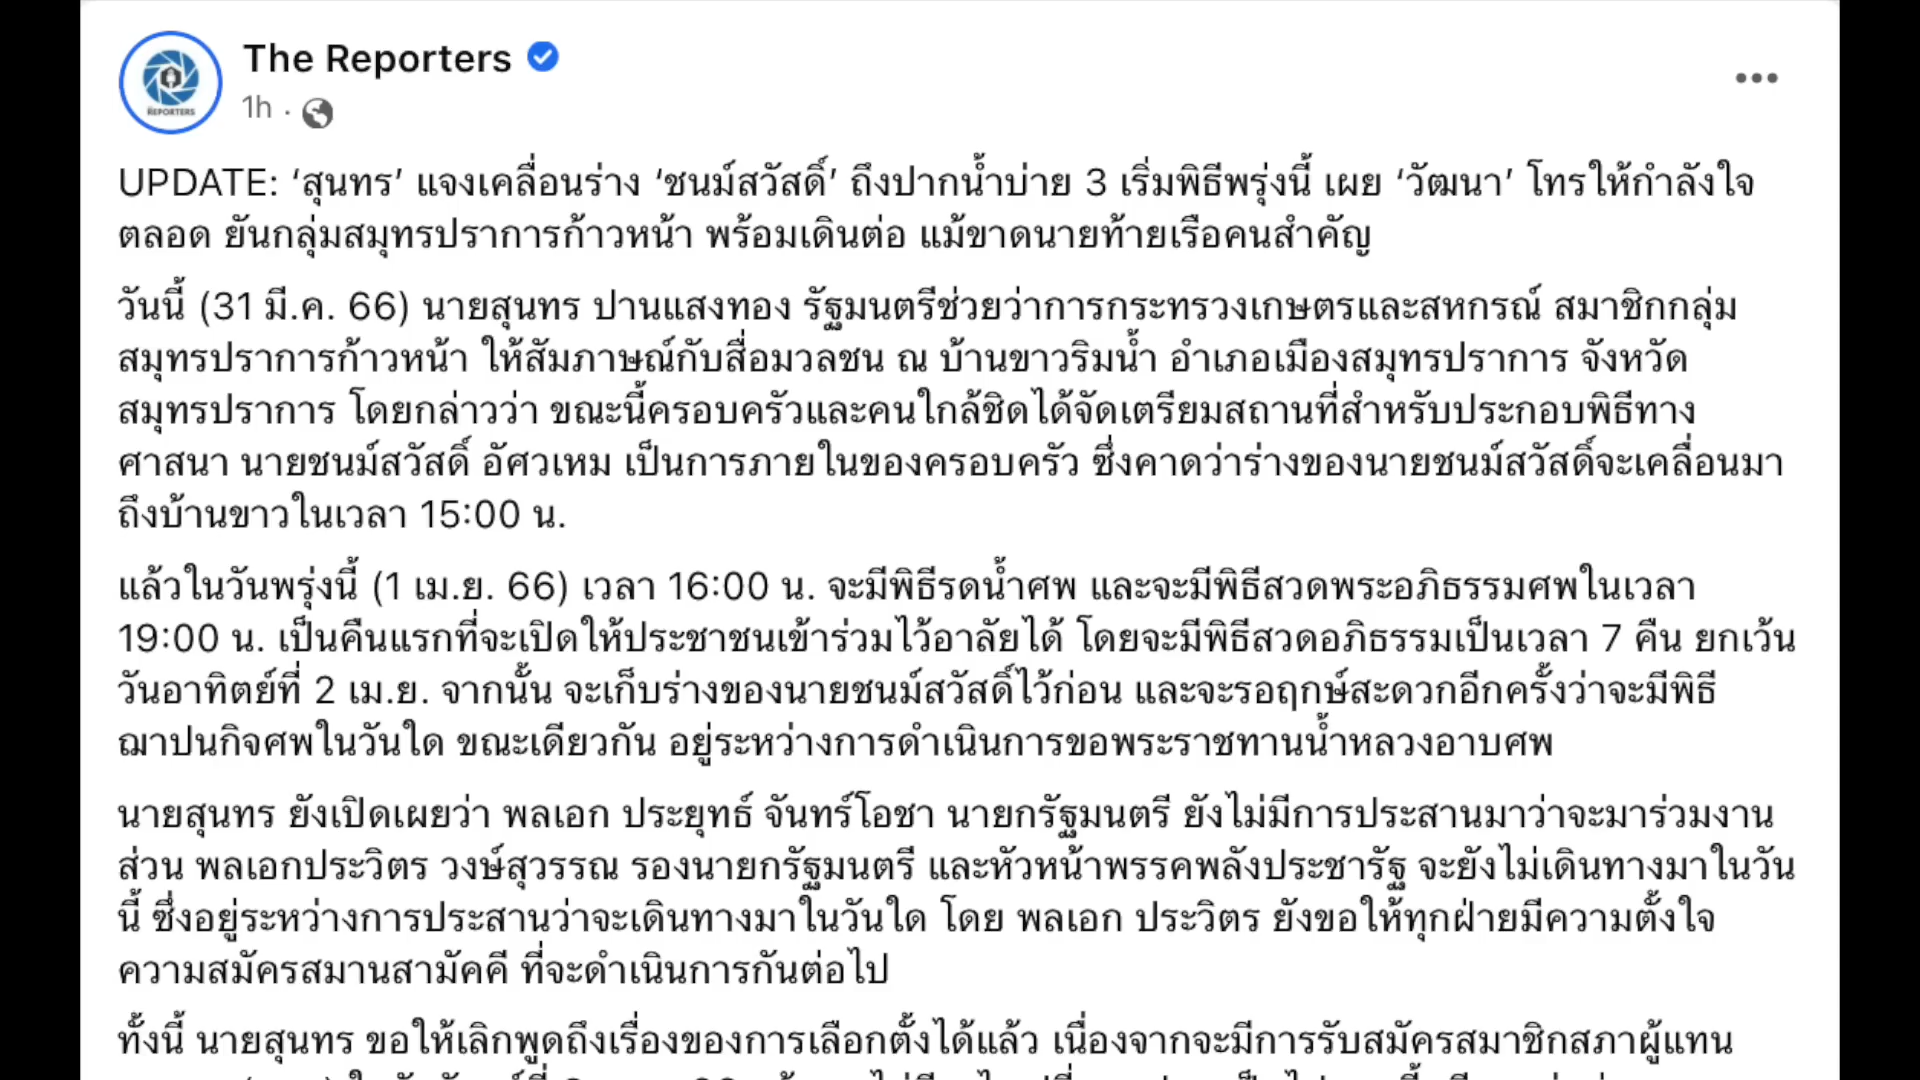 The Reporters
1h ·
REPORTERS
UPDATE: ‘สุนทร’ แจงเคลื่อนร่าง ‘ชนม์สวัสดิ์’ ถึงปากน้ำบ่าย 3 เริ่มพิธีพรุ่งนี้ เผย ‘วัฒนา’ โทรให้กำลังใจ
ตลอด ยันกลุ่มสมุทรปราการก้าวหน้า พร้อมเดินต่อ แม้ขาดนายท้ายเรือคนสำคัญ
วันนี้ (31 มี.ค. 66) นายสุนทร ปานแสงทอง รัฐมนตรีช่วยว่าการกระทรวงเกษตรและสหกรณ์ สมาชิกกลุ่ม
สมุทรปราการก้าวหน้า ให้สัมภาษณ์กับสื่อมวลชน ณ บ้านขาวริมน้ำ อำเภอเมืองสมุทรปราการ จังหวัด
สมุทรปราการ โดยกล่าวว่า ขณะนี้ครอบครัวและคนใกล้ชิดได้จัดเตรียมสถานที่สำหรับประกอบพิธีทาง
ศาสนา นายชนม์สวัสดิ์ อัศวเหม เป็นการภายในของครอบครัว ซึ่งคาดว่าร่างของนายชนม์สวัสดิ์จะเคลื่อนมา
ถึงบ้านขาวในเวลา 15:00 น.
แล้วในวันพรุ่งนี้ (1 เม.ย. 66) เวลา 16:00 น. จะมีพิธีรดน้ำศพ และจะมีพิธีสวดพระอภิธรรมศพในเวลา
19:00 น. เป็นคืนแรกที่จะเปิดให้ประชาชนเข้าร่วมไว้อาลัยได้ โดยจะมีพิธีสวดอภิธรรมเป็นเวลา 7 คืน ยกเว้น
วันอาทิตย์ที่ 2 เม.ย. จากนั้น จะเก็บร่างของนายชนม์สวัสดิ์ไว้ก่อน และจะรอฤกษ์สะดวกอีกครั้งว่าจะมีพิธี
ฌาปนกิจศพในวันใด ขณะเดียวกัน อยู่ระหว่างการดำเนินการขอพระราชทานน้ำหลวงอาบศพ
นายสุนทร ยังเปิดเผยว่า พลเอก ประยุทธ์ จันทร์โอชา นายกรัฐมนตรี ยังไม่มีการประสานมาว่าจะมาร่วมงาน
ส่วน พลเอกประวิตร วงษ์สุวรรณ รองนายกรัฐมนตรี และหัวหน้าพรรคพลังประชารัฐ จะยังไม่เดินทางมาในวัน
นี้ ซึ่งอยู่ระหว่างการประสานว่าจะเดินทางมาในวันใด โดย พลเอก ประวิตร ยังขอให้ทุกฝ่ายมีความตั้งใจ
ความสมัครสมานสามัคคี ที่จะดำเนินการกันต่อไป
ทั้งนี้ นายสุนทร ขอให้เลิกพูดถึงเรื่องของการเลือกตั้งได้แล้ว เนื่องจากจะมีการรับสมัครสมาชิกสภาผู้แทน